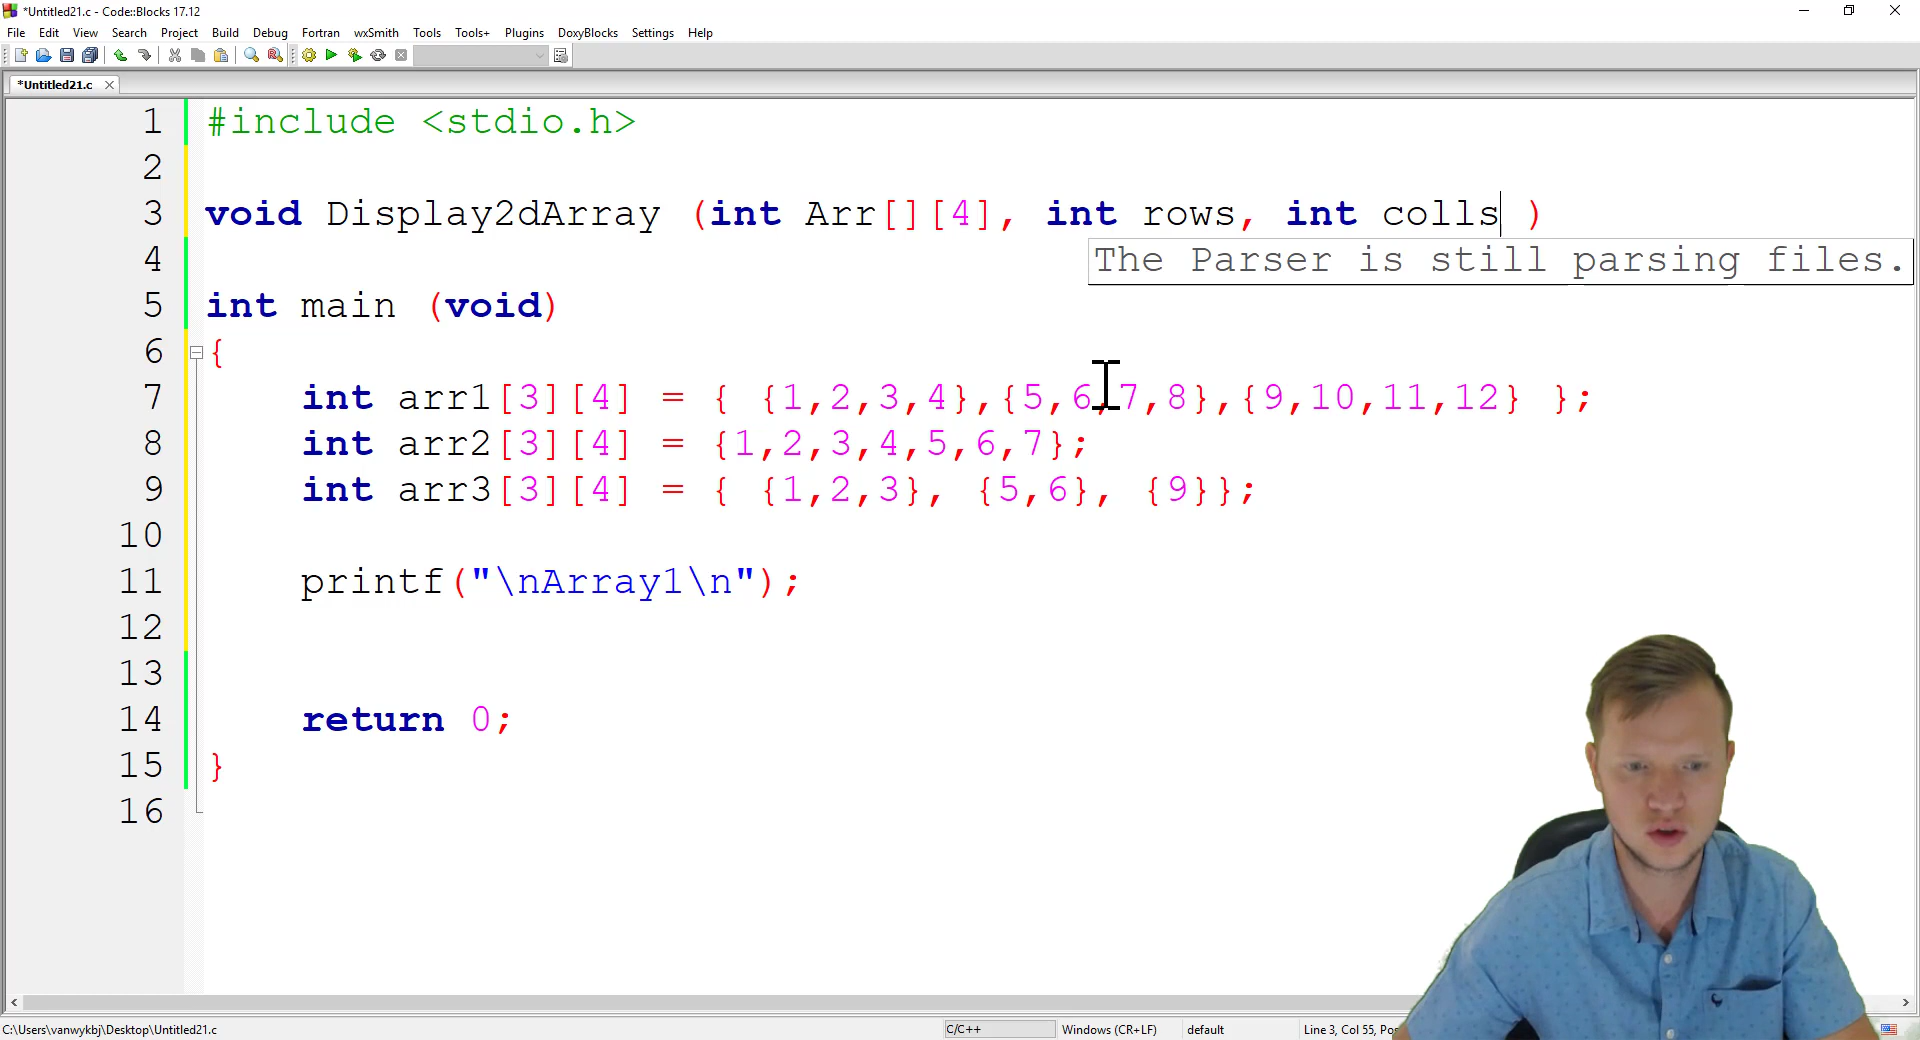 *Untitled21.c - Code::Blocks 17.12
File Edit View Search Project Build Debug Fortran wxSmith Tools Tools+ Plugins DoxyBlocks Settings Help
*Untitled21.c
1 #include <stdio.h>
2
3 void Display2dArray (int Arr[][4], int rows, int colls )
The Parser is still parsing files.
4
5 int main (void)
6 {
7 int arr1[3][4] = { {1,2,3,4},{5,6,7,8},{9,10,11,12} };
8 int arr2[3][4] = {1,2,3,4,5,6,7};
9 int arr3[3][4] = { {1,2,3}, {5,6}, {9}};
10
11 printf("\nArray1\n");
12
13
14 return 0;
15 }
16
C:\Users\vanwykbj\Desktop\Untitled21.c C/C++ Windows (CR+LF) default Line 3, Col 55,